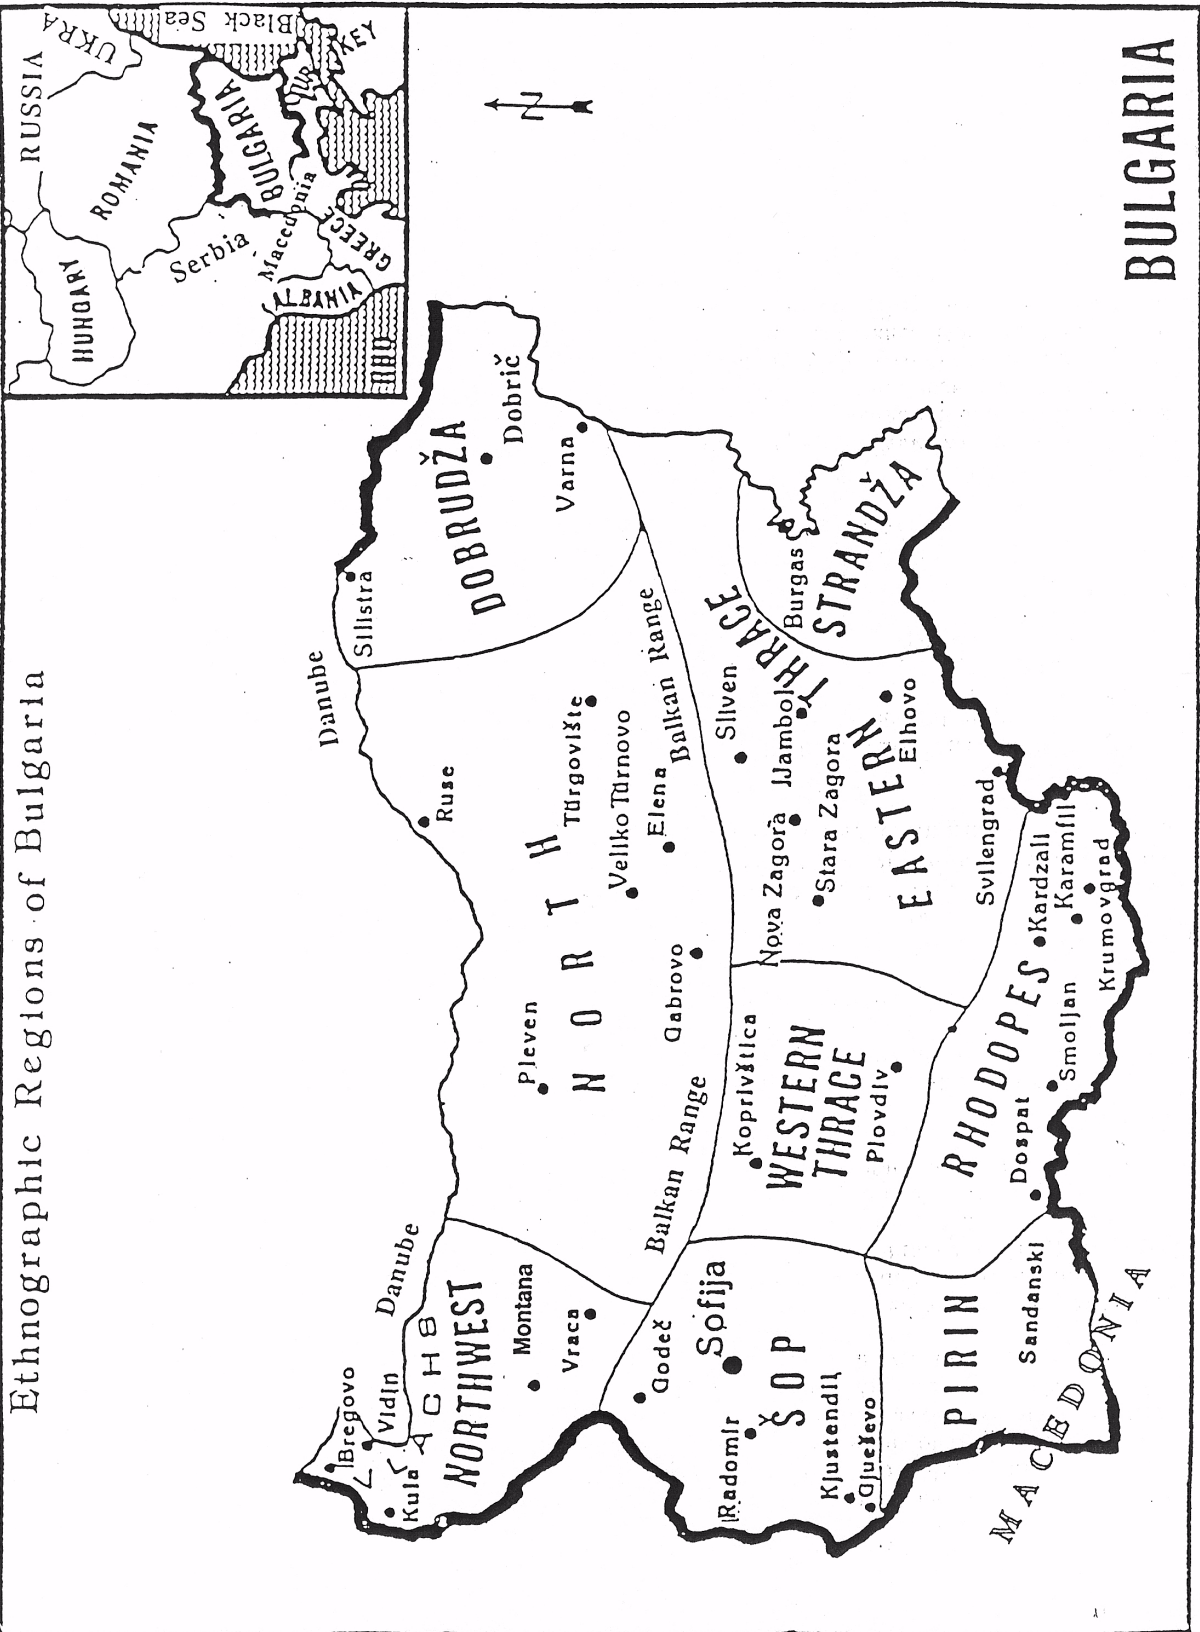 Ethnographic Regions of Bulgaria
RUSSIA
UKRA
Black Sea
HUNGARY
ROMANIA
Serbia
BULGARIA
TUR
KEY
Macedonia
ALBANIA
GREECE
N
BULGARIA
Danube
Danube
Bregovo
Vidin
Kula
VLACHS
NORTHWEST
Montana
Vraca
Pleven
NORTH
Gabrovo
Ruse
Türgovište
Veliko Türnovo
Elena
Silistra
DOBRUDŽA
Dobrič
Varna
Balkan Range
Balkan Range
Godeč
Sofija
ŠOP
Radomir
Kjustendil
Gjueševo
Koprivštica
WESTERN
THRACE
Plovdiv
Sliven
Nova Zagora
Jambol
Stara Zagora
EASTERN THRACE
Elhovo
Svilengrad
Burgas
STRANDŽA
PIRIN
Sandanski
MACEDONIA
RHODOPES
Dospat
Smoljan
Kardzali
Karamfil
Krumovgrad